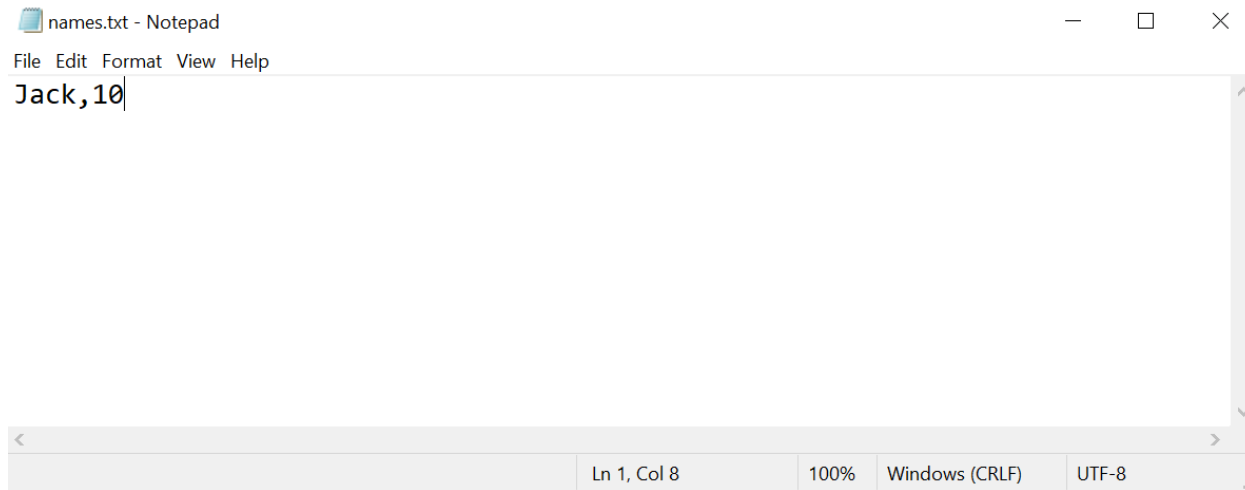 names.txt - Notepad
File Edit Format View Help
Jack,10
Ln 1, Col 8 100% Windows (CRLF) UTF-8